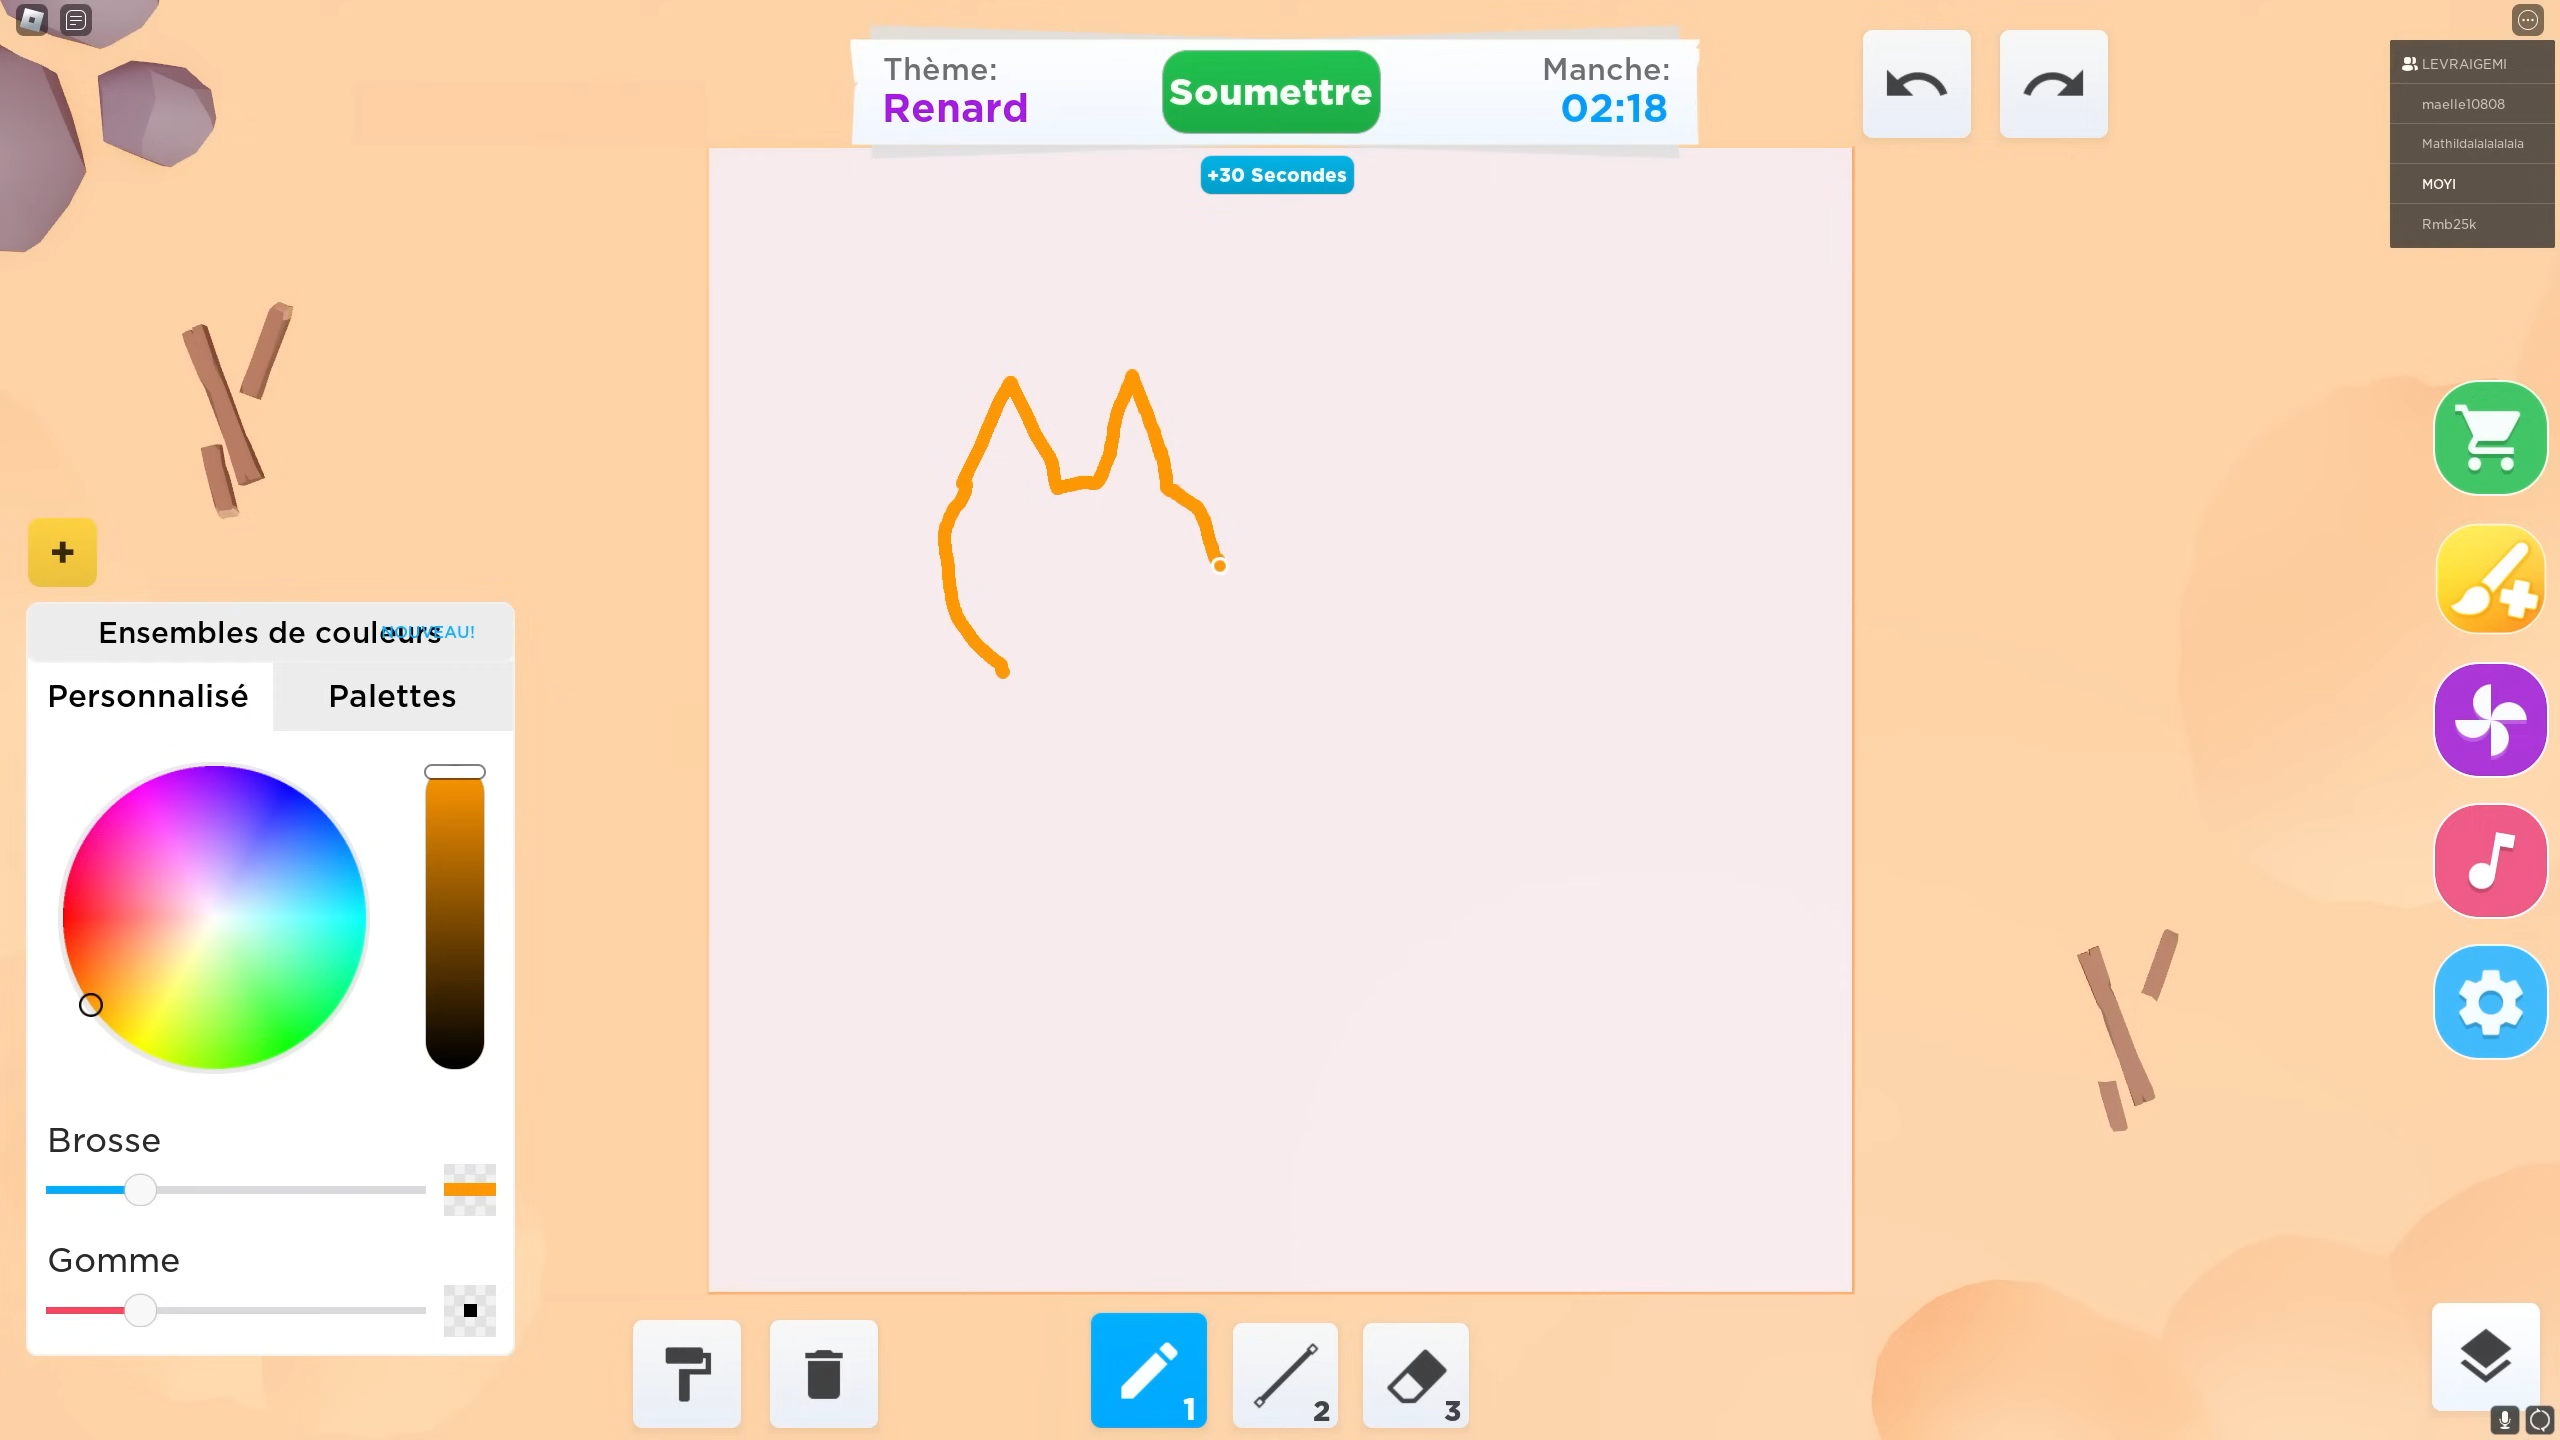 Thème:
Renard
Soumettre
Manche:
02:18
+30 Secondes
LEVRAIGEMI
maelle10808
Mathildalalalalala
MOYI
Rmb25k
+
Ensembles de couleurs
NOUVEAU!
Personnalisé
Palettes
Brosse
Gomme
1
2
3